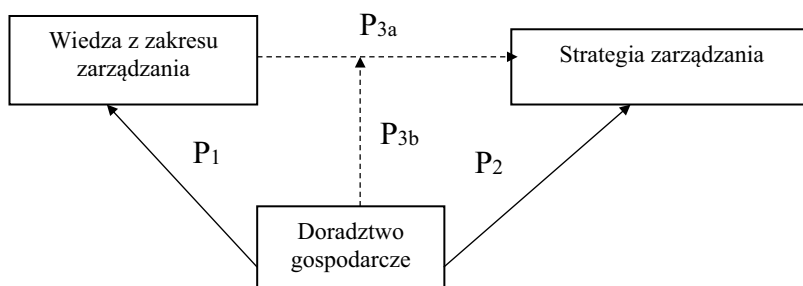 P3a
Wiedza z zakresu
zarządzania
Strategia zarządzania
P3b
P1
P2
Doradztwo
gospodarcze